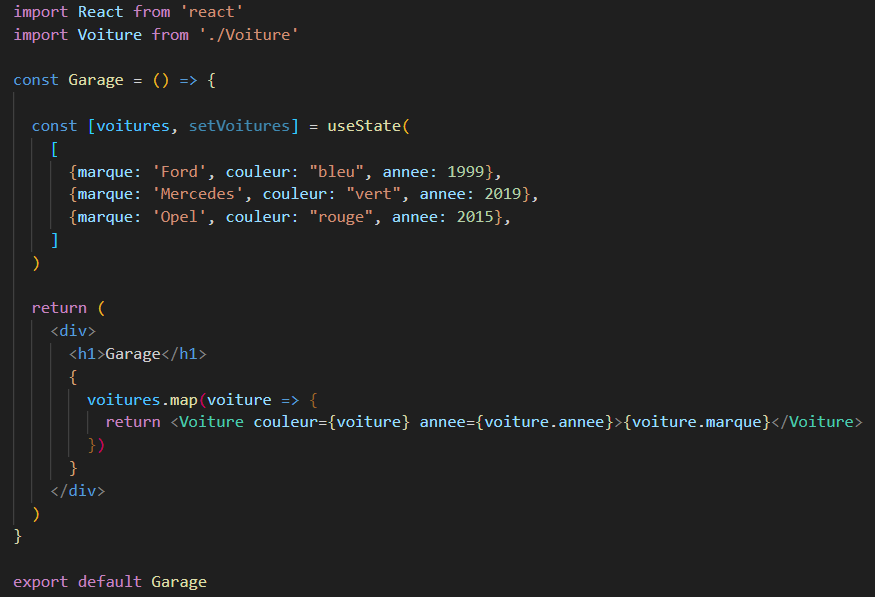 import React from 'react'
import Voiture from './Voiture'
const Garage = () => {
const [voitures, setVoitures] = useState(
[
{marque: 'Ford', couleur: "bleu", annee: 1999},
{marque: 'Mercedes', couleur: "vert", annee: 2019},
{marque: 'Opel', couleur: "rouge", annee: 2015},
]
)
return (
<div>
<h1>Garage</h1>
{
voitures.map(voiture => {
return <Voiture couleur={voiture} annee={voiture.annee}>{voiture.marque}</Voiture>
})
}
</div>
)
}
export default Garage